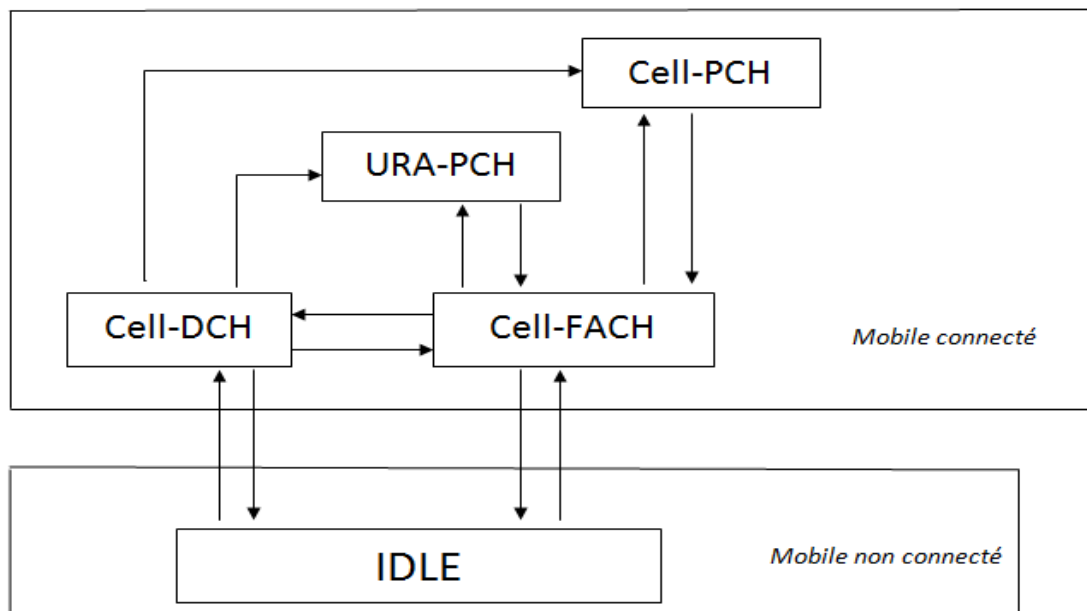 Cell-PCH
URA-PCH
Cell-DCH
Cell-FACH
Mobile connecté
IDLE
Mobile non connecté